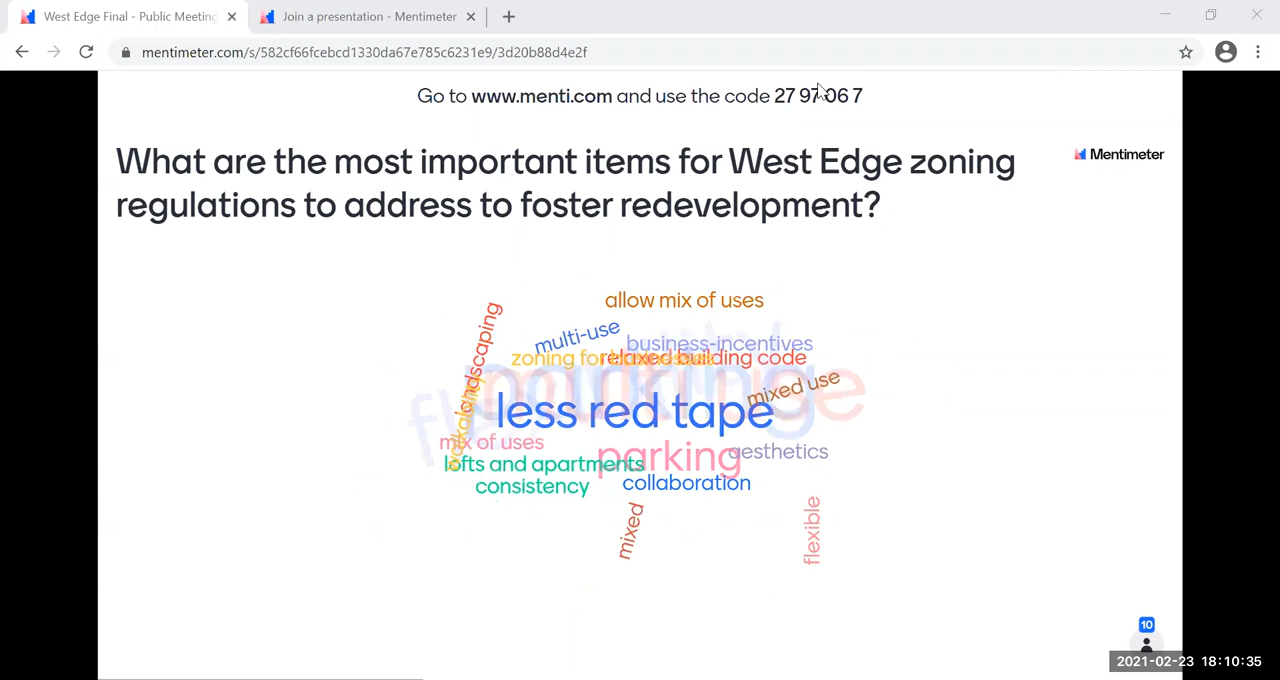 West Edge Final - Public Meeting
Join a presentation - Mentimeter
mentimeter.com/s/582cf66fcebcd1330da67e785c6231e9/3d20b88d4e2f
Go to www.menti.com and use the code 27 97 06 7
What are the most important items for West Edge zoning
regulations to address to foster redevelopment?
Mentimeter
allow mix of uses
landscaping
multi-use
business-incentives
zoning for
relaxed building code
mixed use
less red tape
mix of uses
parking
aesthetics
lofts and apartments
consistency
collaboration
mixed
flexible
10
2021-02-23 18:10:35